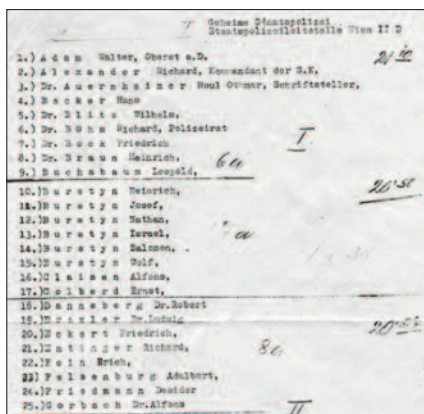 I
Geheime Staatspolizei
Staatspolizeileitstelle Wien II D
1.) A d a m Walter, Oberst a.D.
2.) A l e x a n d e r Richard, Kommandant der S.K.
3.) Dr. A u e r n h e i m e r Raoul Othmar, Schriftsteller,
4.) B e c k e r Hans
5.) Dr. B l i t z Wilhelm,
6.) Dr. B ö h m Richard, Polizeirat
7.) Dr. B o c k Friedrich
I
8.) Dr. B r a u n Heinrich,
9.) B u c h s b a u m Leopold,
10.) B u r s t y n Heinrich,
11.) B u r s t y n Josef,
12.) B u r s t y n Nathan,
13.) B u r s t y n Israel,
14.) B u r s t y n Salomon,
15.) B u r s t y n Wolf,
16.) C l a i s e n Alfons,
17.) C o l b e r d Ernst,
18.) D a n n e b e r g Dr. Robert
19.) Dr. Ludwig
20.) E c k e r t Friedrich,
21.) E n t i n g e r Richard,
22.) F e i n Erich,
23) F e l s e n b u r g Adalbert,
24.) F r i e d m a n n Desider
25.) G o r b a c h Dr. Alfons
II